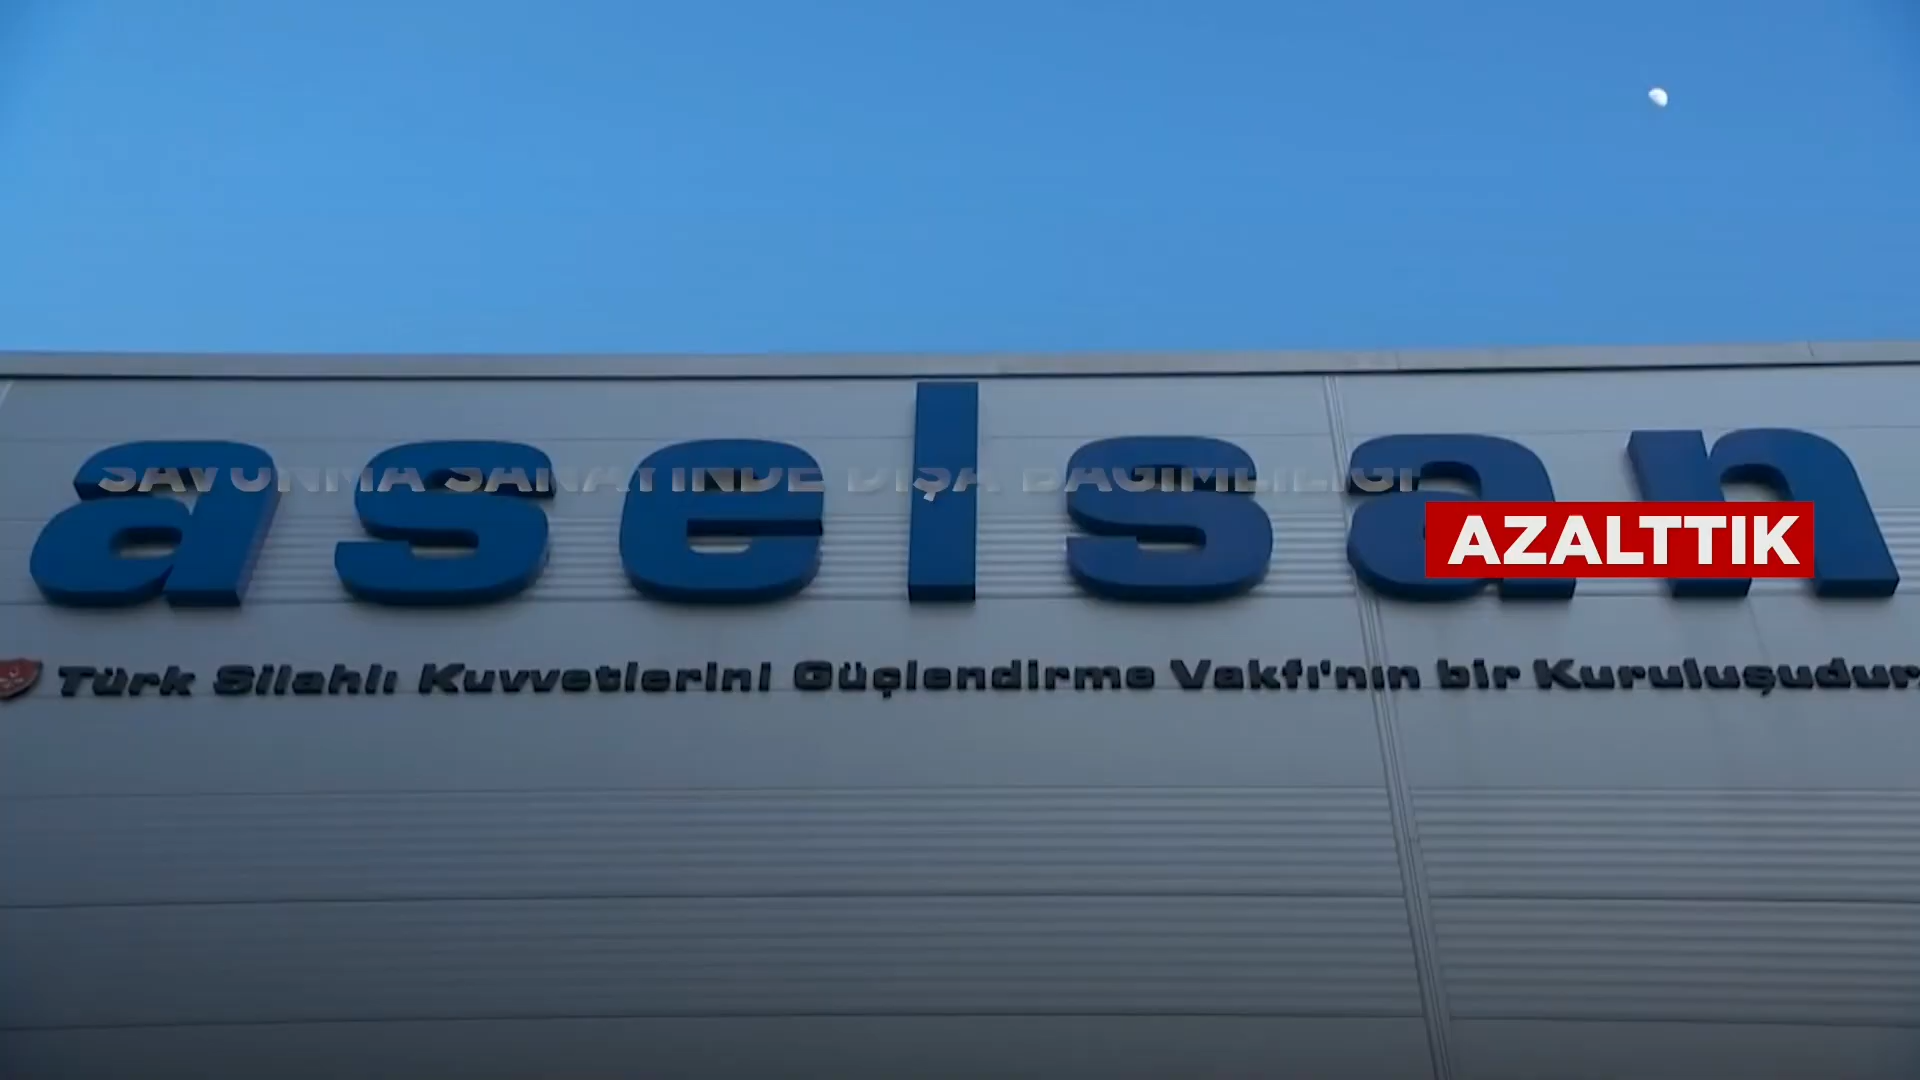 aselsan
SAVUNMA SANAYİNDE DIŞA BAĞIMLILIĞI
AZALTTIK
Türk Silahlı Kuvvetlerini Güçlendirme Vakfı'nın bir Kuruluşudur.